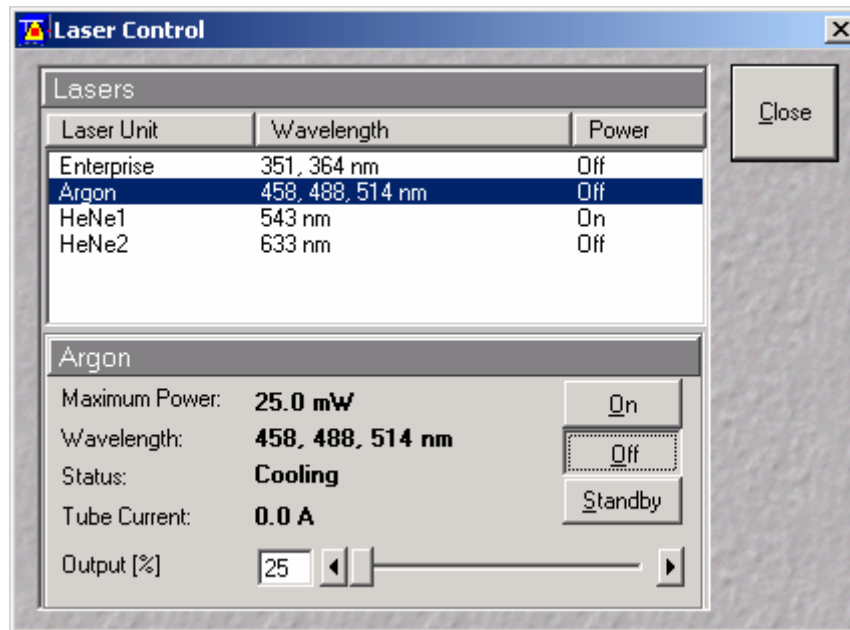 Laser Control
Close
Lasers
Laser Unit Wavelength Power
Enterprise 351, 364 nm Off
Argon 458, 488, 514 nm Off
HeNe1 543 nm On
HeNe2 633 nm Off
Argon
Maximum Power: 25.0 mW
On
Wavelength: 458, 488, 514 nm
Off
Status: Cooling
Standby
Tube Current: 0.0 A
Output [%] 25